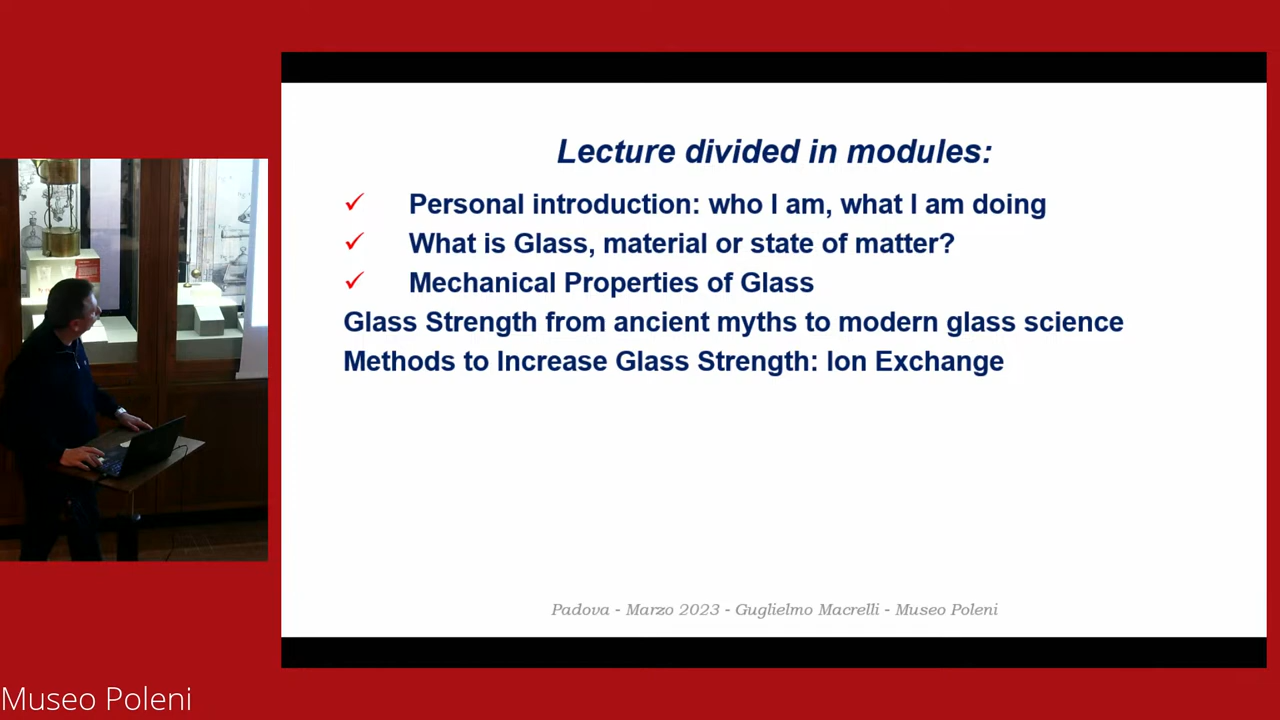 Lecture divided in modules:
✓ Personal introduction: who I am, what I am doing
✓ What is Glass, material or state of matter?
✓ Mechanical Properties of Glass
Glass Strength from ancient myths to modern glass science
Methods to Increase Glass Strength: Ion Exchange
Padova - Marzo 2023 - Guglielmo Macrelli - Museo Poleni
Museo Poleni